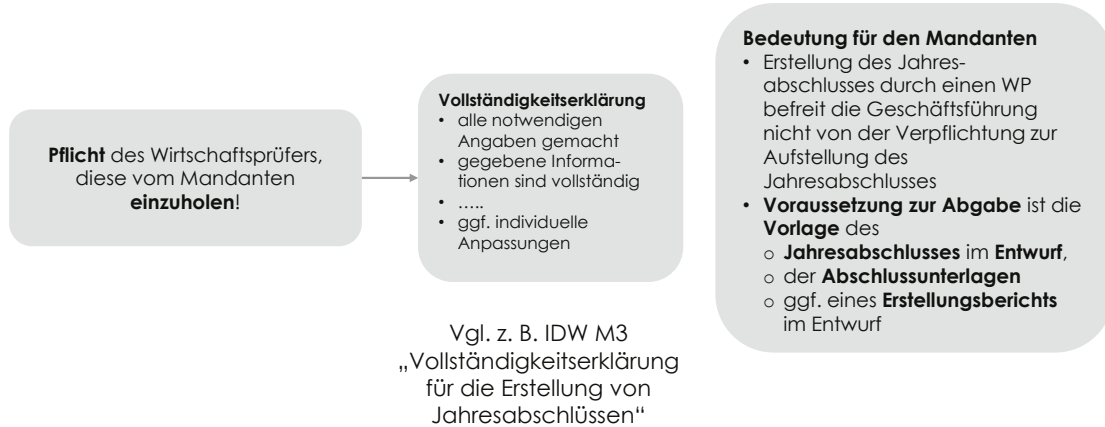 Pflicht des Wirtschaftsprüfers,
diese vom Mandanten
einzuholen!
Vollständigkeitserklärung
• alle notwendigen
Angaben gemacht
• gegebene Informa-
tionen sind vollständig
• …..
• ggf. individuelle
Anpassungen
Vgl. z. B. IDW M3
„Vollständigkeitserklärung
für die Erstellung von
Jahresabschlüssen“
Bedeutung für den Mandanten
• Erstellung des Jahres-
abschlusses durch einen WP
befreit die Geschäftsführung
nicht von der Verpflichtung zur
Aufstellung des
Jahresabschlusses
• Voraussetzung zur Abgabe ist die
Vorlage des
o Jahresabschlusses im Entwurf,
o der Abschlussunterlagen
o ggf. eines Erstellungsberichts
im Entwurf